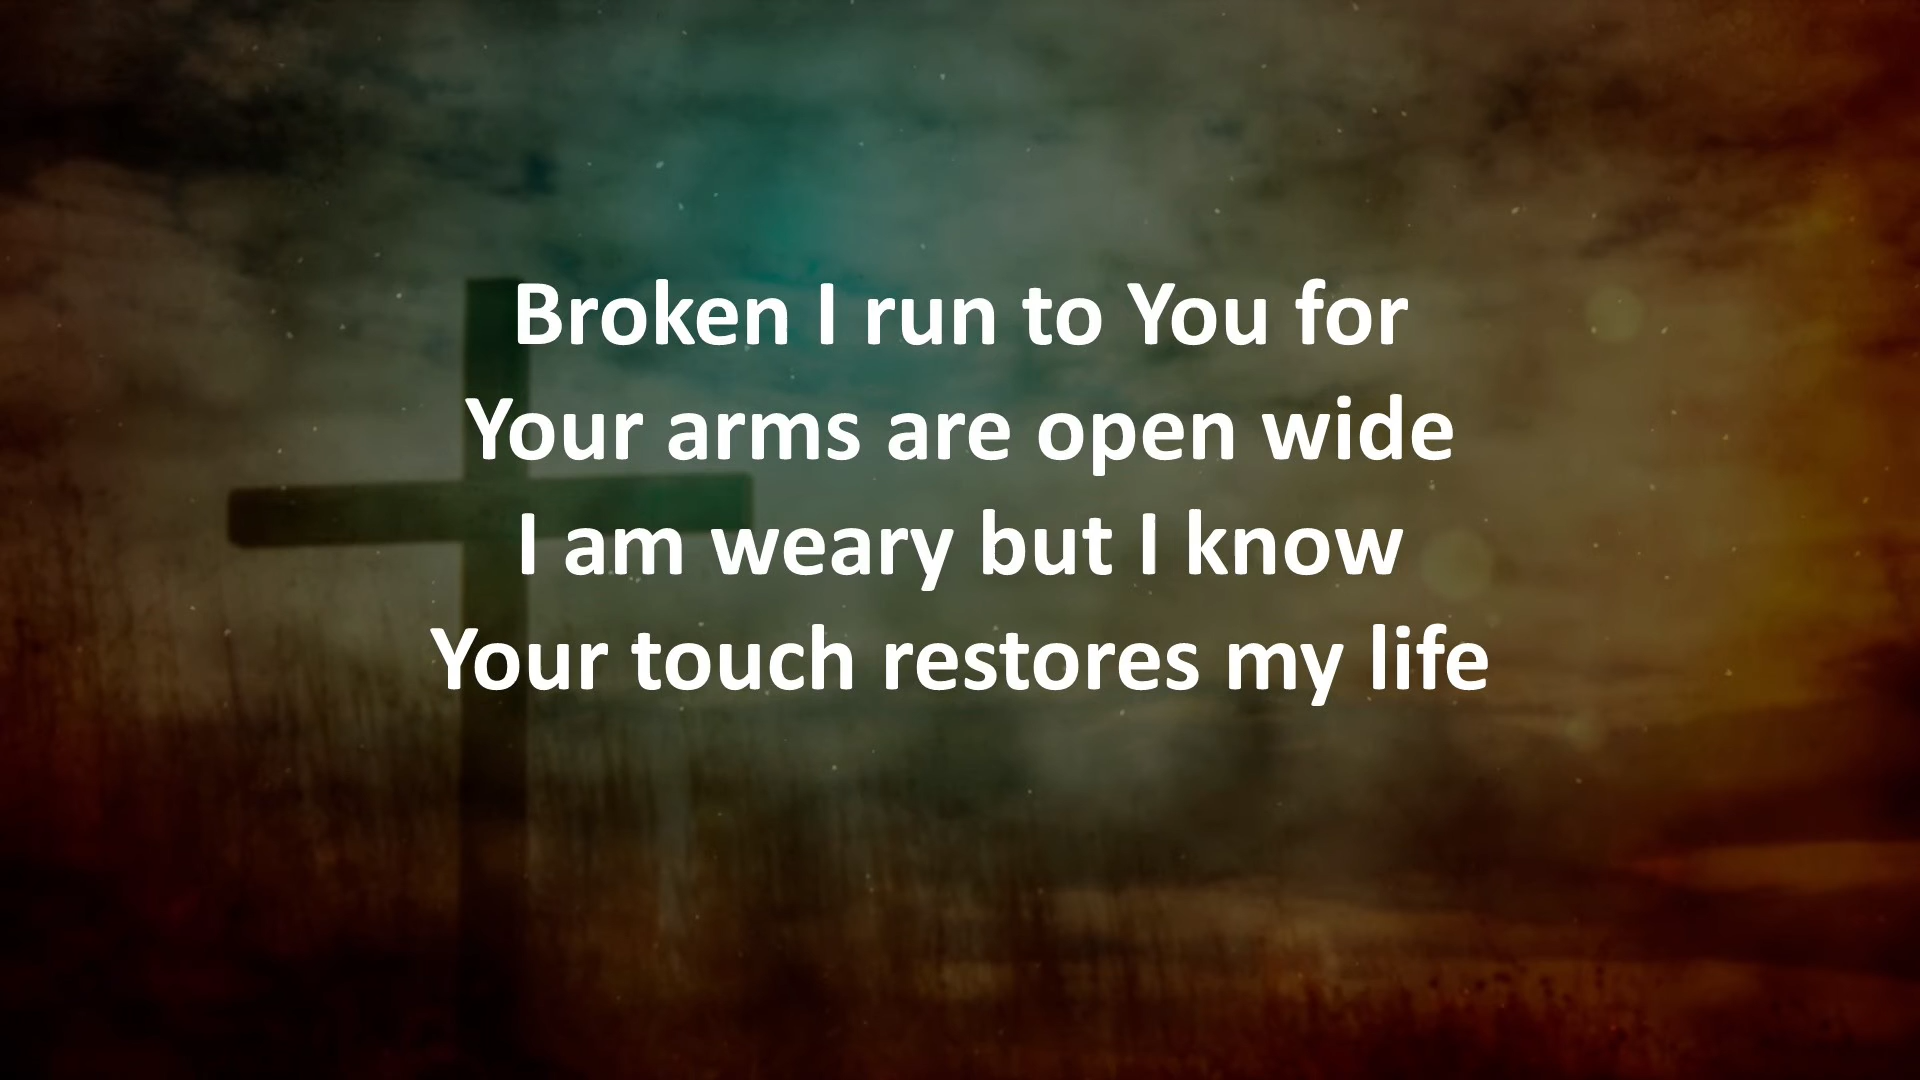 Broken I run to You for
Your arms are open wide
I am weary but I know
Your touch restores my life